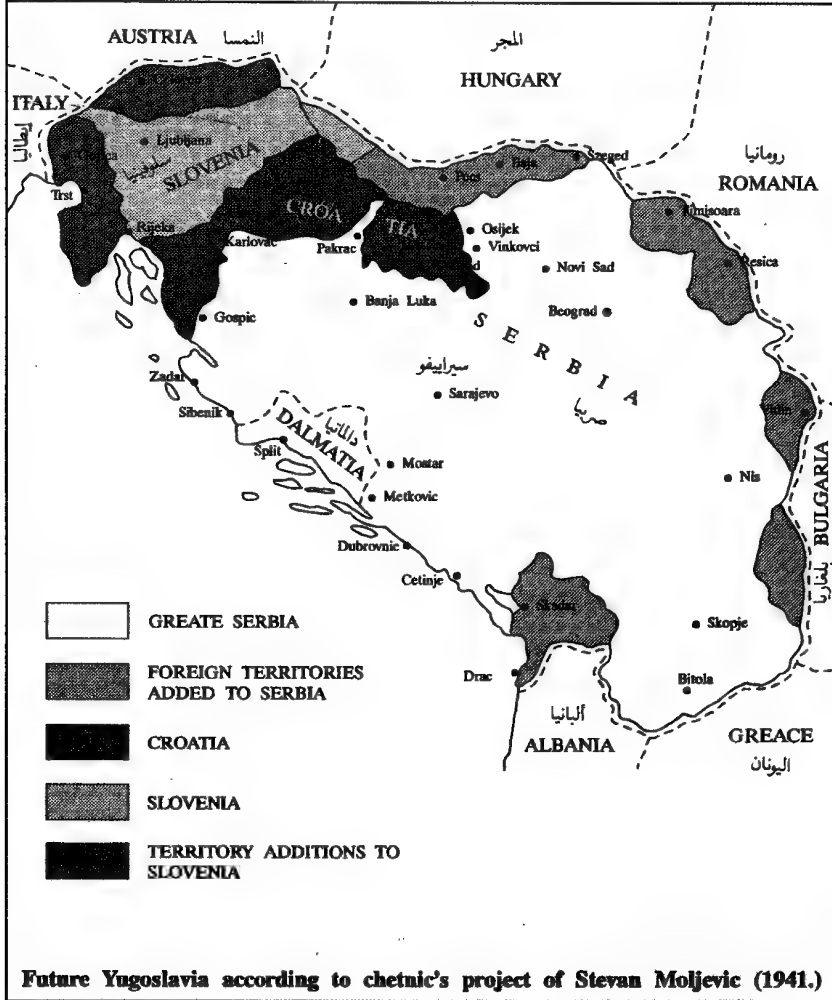 AUSTRIA النمسا
المجر
HUNGARY
ITALY
إيطاليا
رومانيا
ROMANIA
Ljubljana
سلوفينيا
SLOVENIA
Pecs
Baja
Szeged
Trst
Timisoara
CROA
TIA
Rijeka
Karlovac
Pakrac
Osijek
Vinkovci
Novi Sad
Resica
Banja Luka
Beograd
Gospic
SERBIA
سيراييفو
صربيا
Zadar
Sarajevo
Sibenik
Vidin
دالماتيا
DALMATIA
Split
Mostar
Nis
BULGARIA
بلغاريا
Metkovic
Dubrovnic
Cetinje
Skadar
Skopje
Drac
Bitola
ألبانيا
ALBANIA
GREACE
اليونان
GREATE SERBIA
FOREIGN TERRITORIES
ADDED TO SERBIA
CROATIA
SLOVENIA
TERRITORY ADDITIONS TO
SLOVENIA
Future Yugoslavia according to chetnic's project of Stevan Moljevic (1941.)